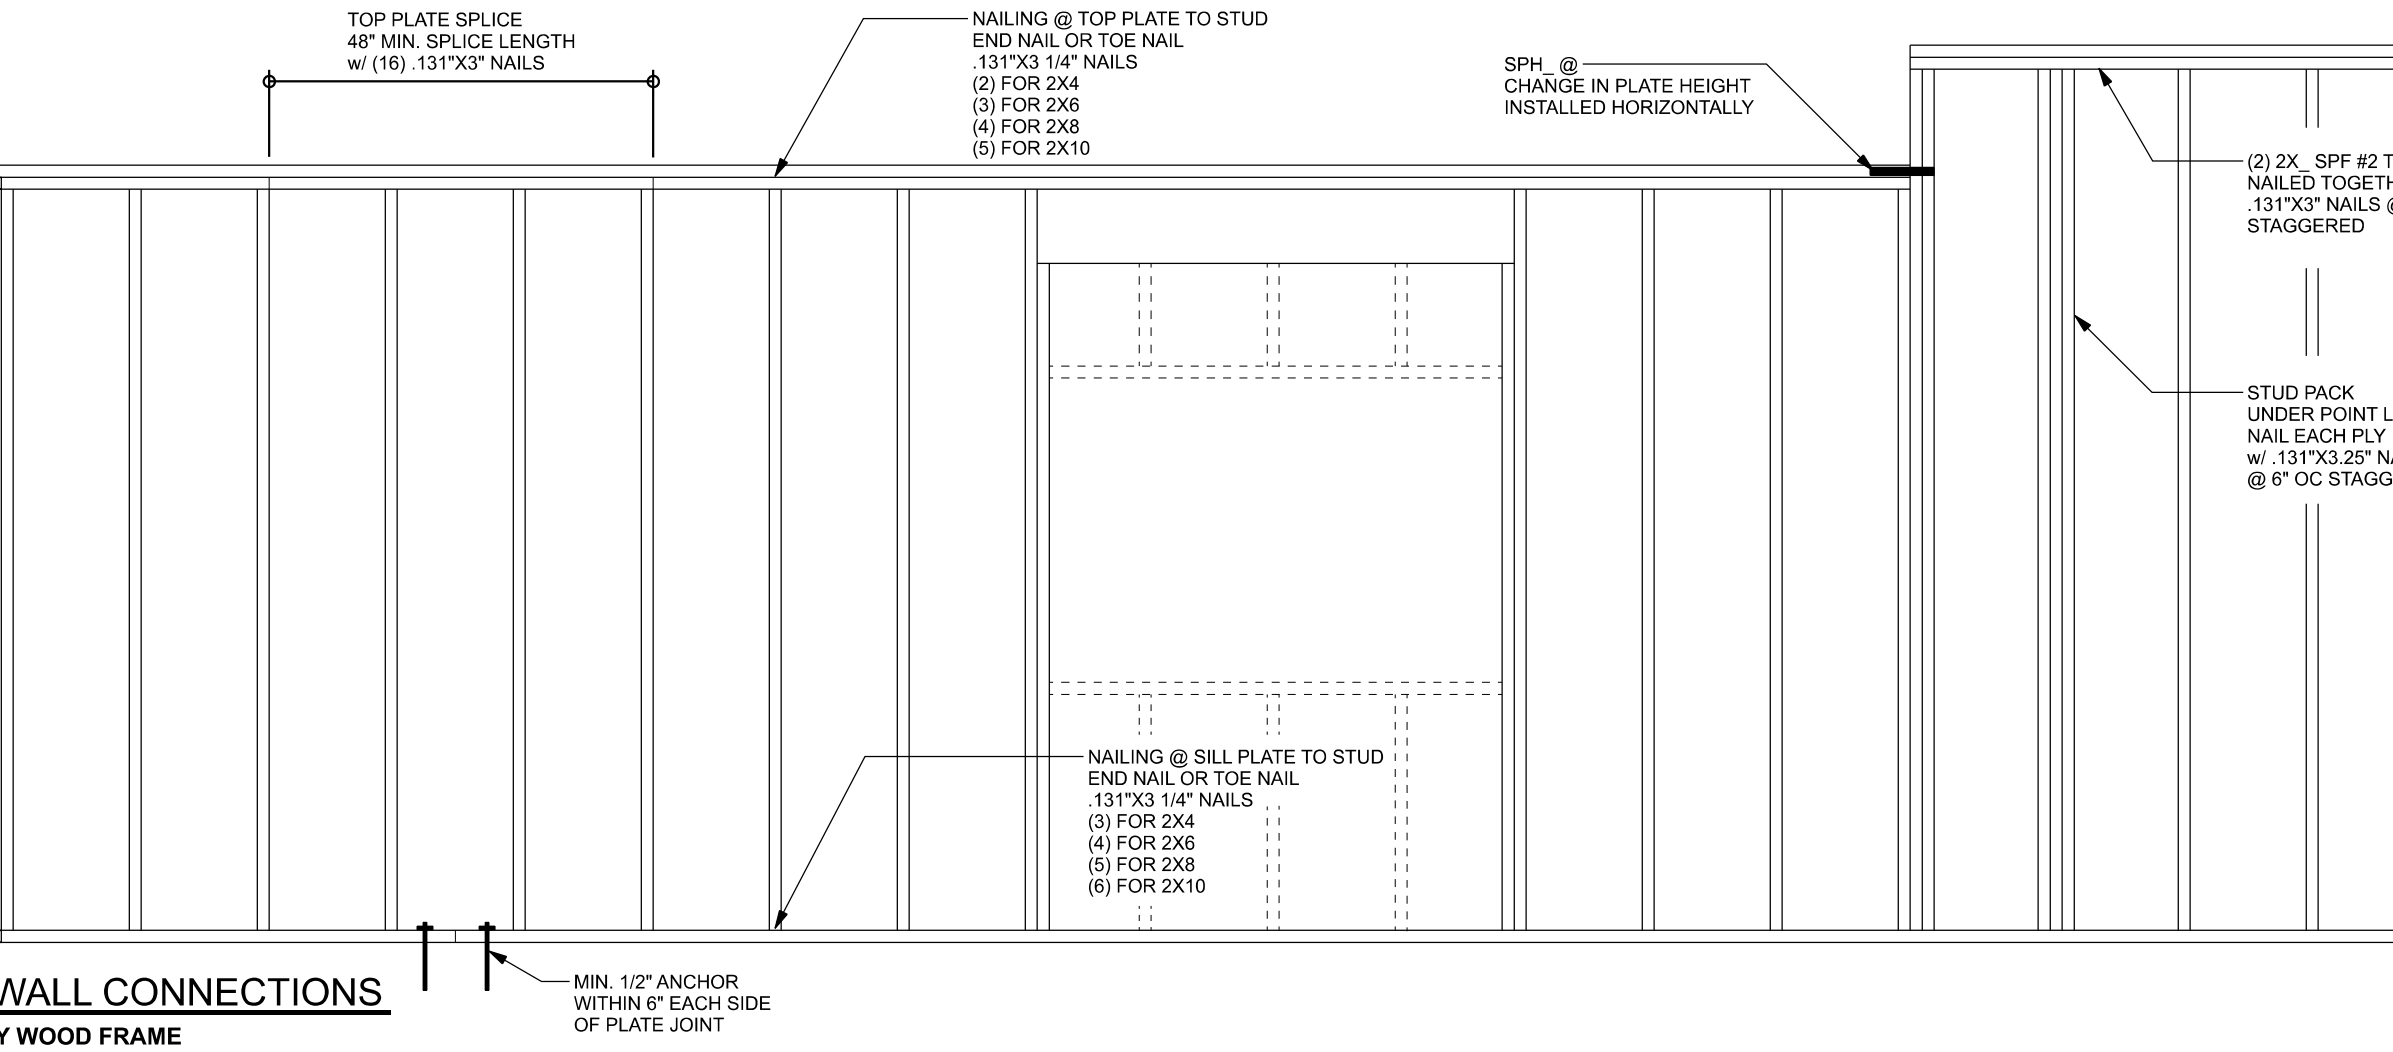 TOP PLATE SPLICE
48" MIN. SPLICE LENGTH
w/ (16) .131"X3" NAILS
NAILING @ TOP PLATE TO STUD
END NAIL OR TOE NAIL
.131"X3 1/4" NAILS
(2) FOR 2X4
(3) FOR 2X6
(4) FOR 2X8
(5) FOR 2X10
SPH_ @
CHANGE IN PLATE HEIGHT
INSTALLED HORIZONTALLY
(2) 2X_ SPF #2 T
NAILED TOGETH
.131"X3" NAILS @
STAGGERED
STUD PACK
UNDER POINT L
NAIL EACH PLY
w/ .131"X3.25" NA
@ 6" OC STAGG
NAILING @ SILL PLATE TO STUD
END NAIL OR TOE NAIL
.131"X3 1/4" NAILS
(3) FOR 2X4
(4) FOR 2X6
(5) FOR 2X8
(6) FOR 2X10
MIN. 1/2" ANCHOR
WITHIN 6" EACH SIDE
OF PLATE JOINT
WALL CONNECTIONS
Y WOOD FRAME